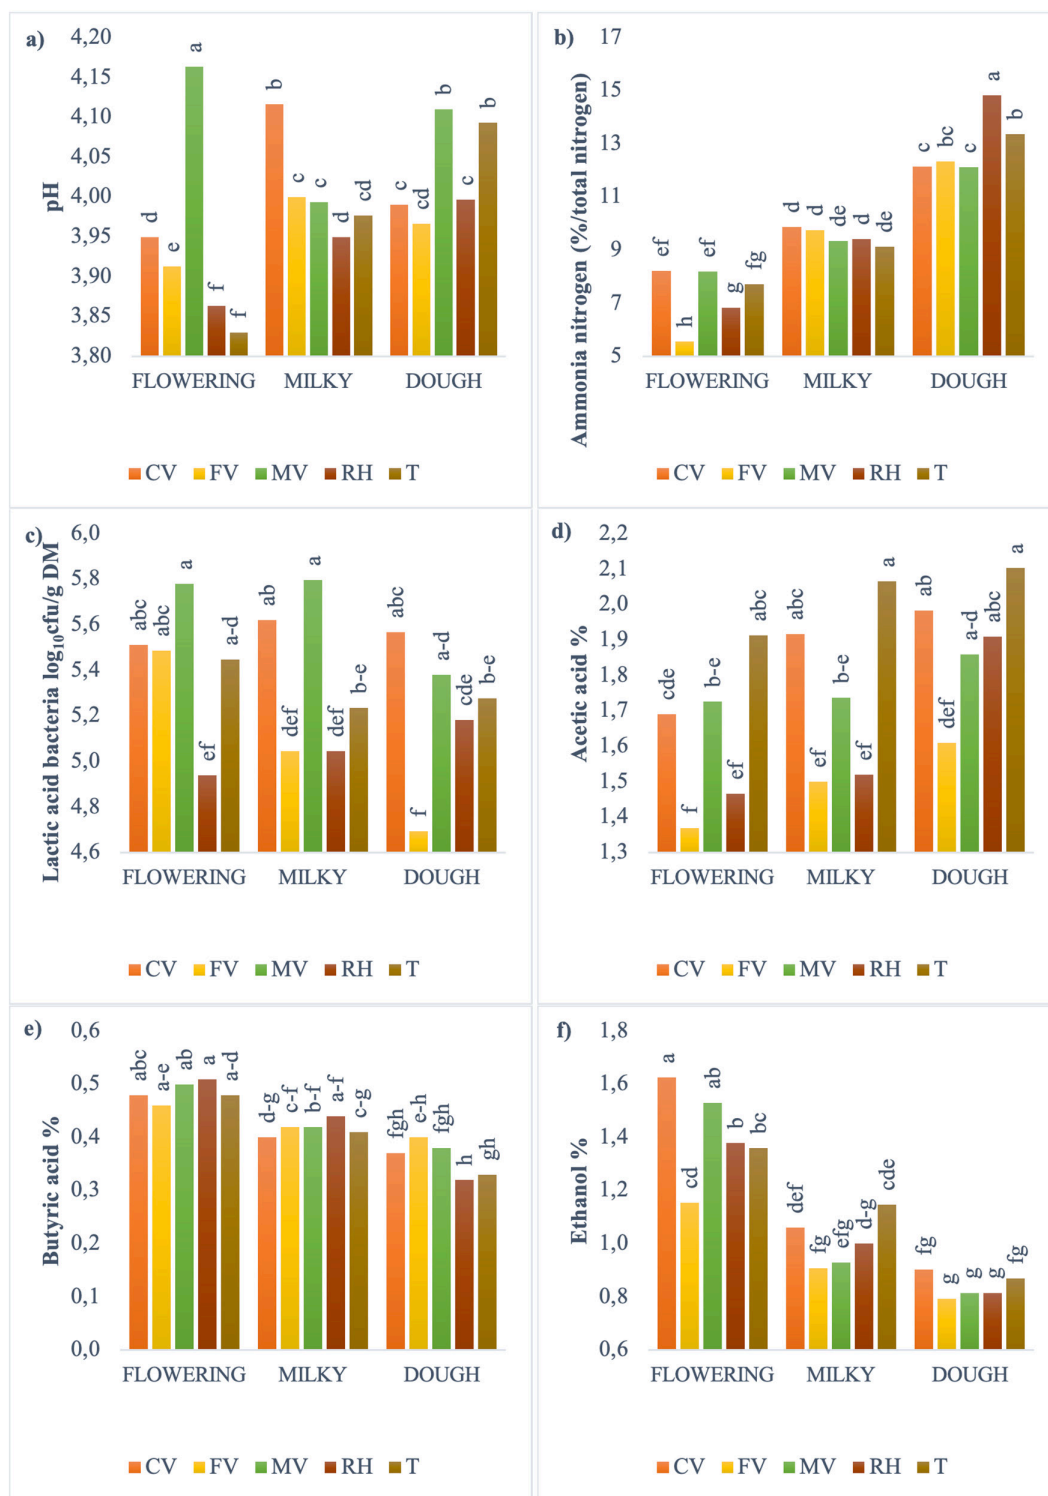 a)
pH
4,20
4,15
4,10
4,05
4,00
3,95
3,90
3,85
3,80
d e a f f
b c c d cd
c cd b c b
FLOWERING MILKY DOUGH
CV FV MV RH T
b)
Ammonia nitrogen (%/total nitrogen)
17
15
13
11
9
7
5
ef h ef g fg
d d de d de
c bc c a b
FLOWERING MILKY DOUGH
CV FV MV RH T
c)
Lactic acid bacteria log₁₀cfu/g DM
6,0
5,8
5,6
5,4
5,2
5,0
4,8
4,6
abc abc a ef a-d
ab def a def b-e
abc f a-d cde b-e
FLOWERING MILKY DOUGH
CV FV MV RH T
d)
Acetic acid %
2,2
2,1
2,0
1,9
1,8
1,7
1,6
1,5
1,4
1,3
cde f b-e ef abc
abc ef b-e ef a
ab def a-d abc a
FLOWERING MILKY DOUGH
CV FV MV RH T
e)
Butyric acid %
0,6
0,5
0,4
0,3
0,2
0,1
0,0
abc a-e ab a a-d
d-g c-f b-f a-f c-g
fgh e-h fgh h gh
FLOWERING MILKY DOUGH
CV FV MV RH T
f)
Ethanol %
1,8
1,6
1,4
1,2
1,0
0,8
0,6
a cd ab b bc
def fg efg d-g cde
fg g g g fg
FLOWERING MILKY DOUGH
CV FV MV RH T